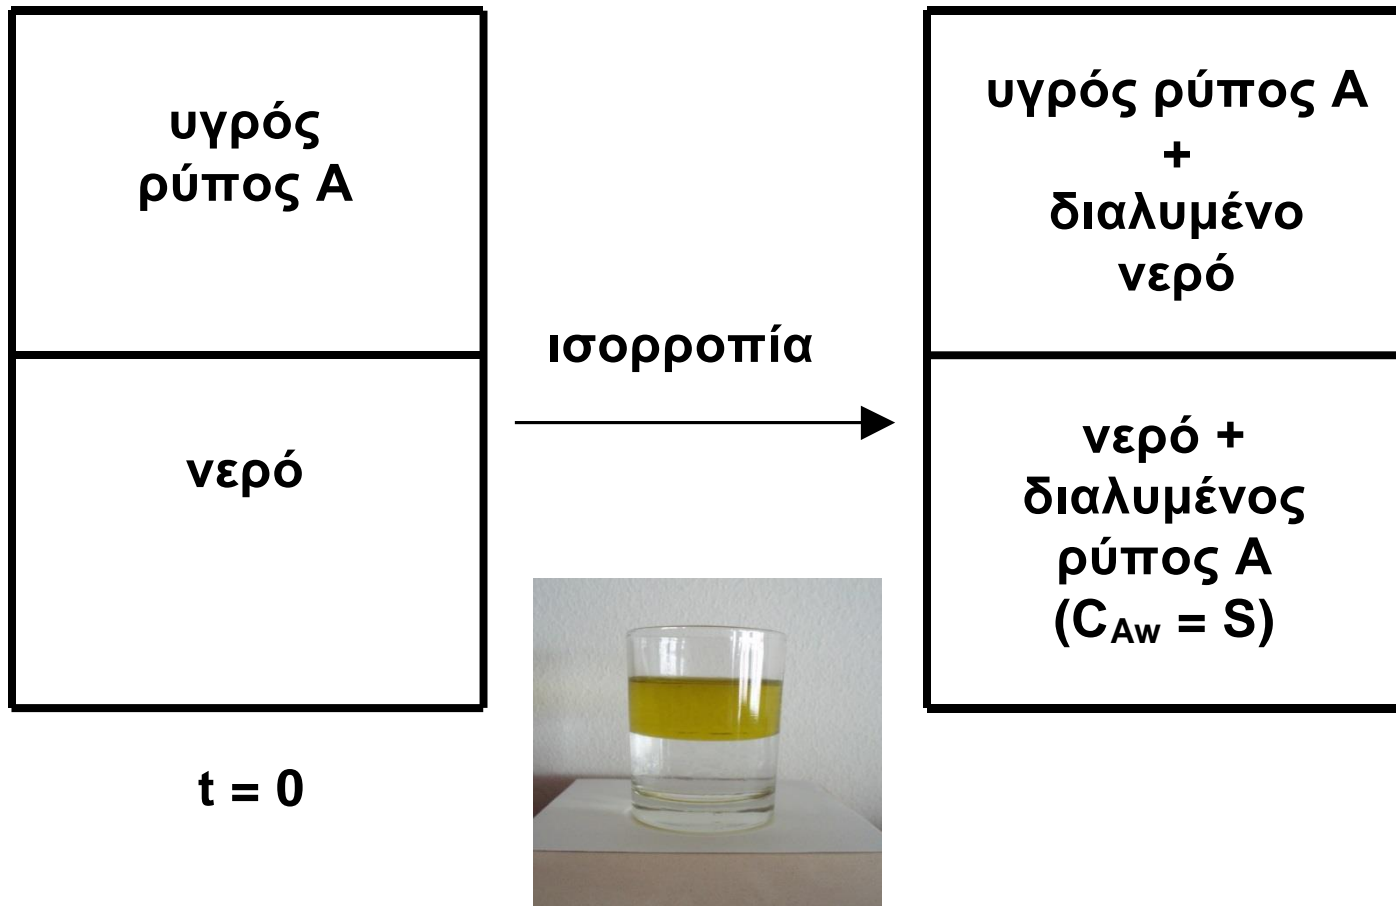 υγρός
ρύπος Α
νερό
t = 0
ισορροπία
υγρός ρύπος Α
+
διαλυμένο
νερό
νερό +
διαλυμένος
ρύπος Α
(CAw = S)